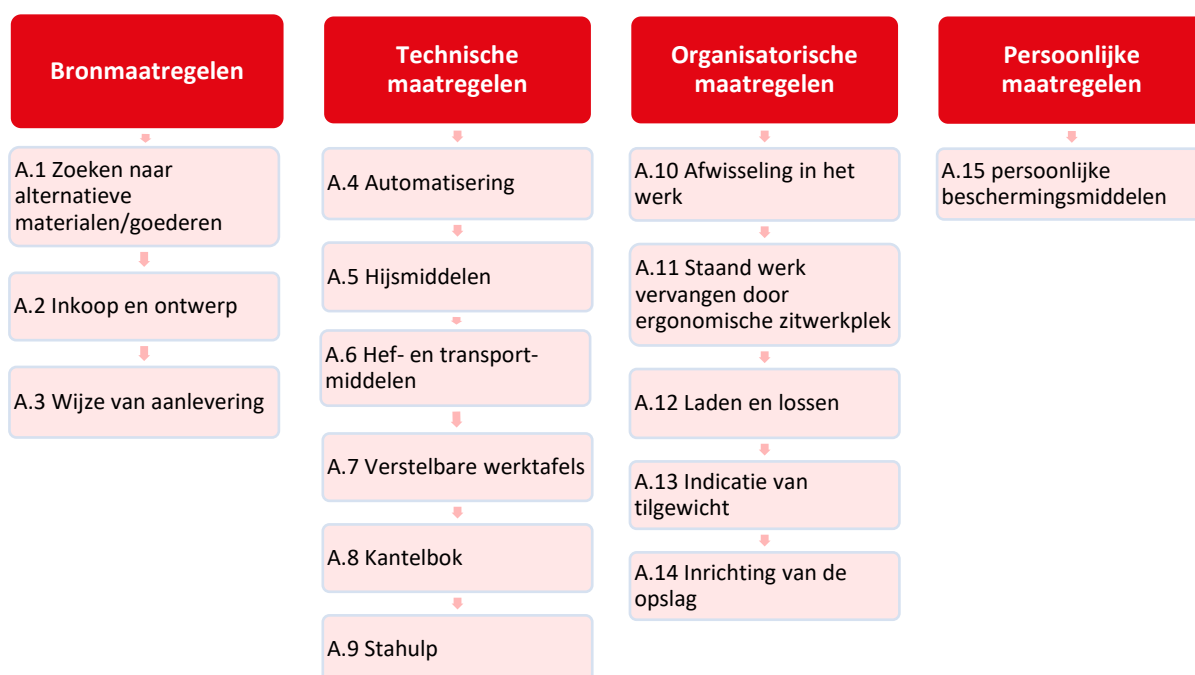 Bronmaatregelen
A.1 Zoeken naar
alternatieve
materialen/goederen
A.2 Inkoop en ontwerp
A.3 Wijze van aanlevering
Technische
maatregelen
A.4 Automatisering
A.5 Hijsmiddelen
A.6 Hef- en transport-
middelen
A.7 Verstelbare werktafels
A.8 Kantelbok
A.9 Stahulp
Organisatorische
maatregelen
A.10 Afwisseling in het
werk
A.11 Staand werk
vervangen door
ergonomische zitwerkplek
A.12 Laden en lossen
A.13 Indicatie van
tilgewicht
A.14 Inrichting van de
opslag
Persoonlijke
maatregelen
A.15 persoonlijke
beschermingsmiddelen